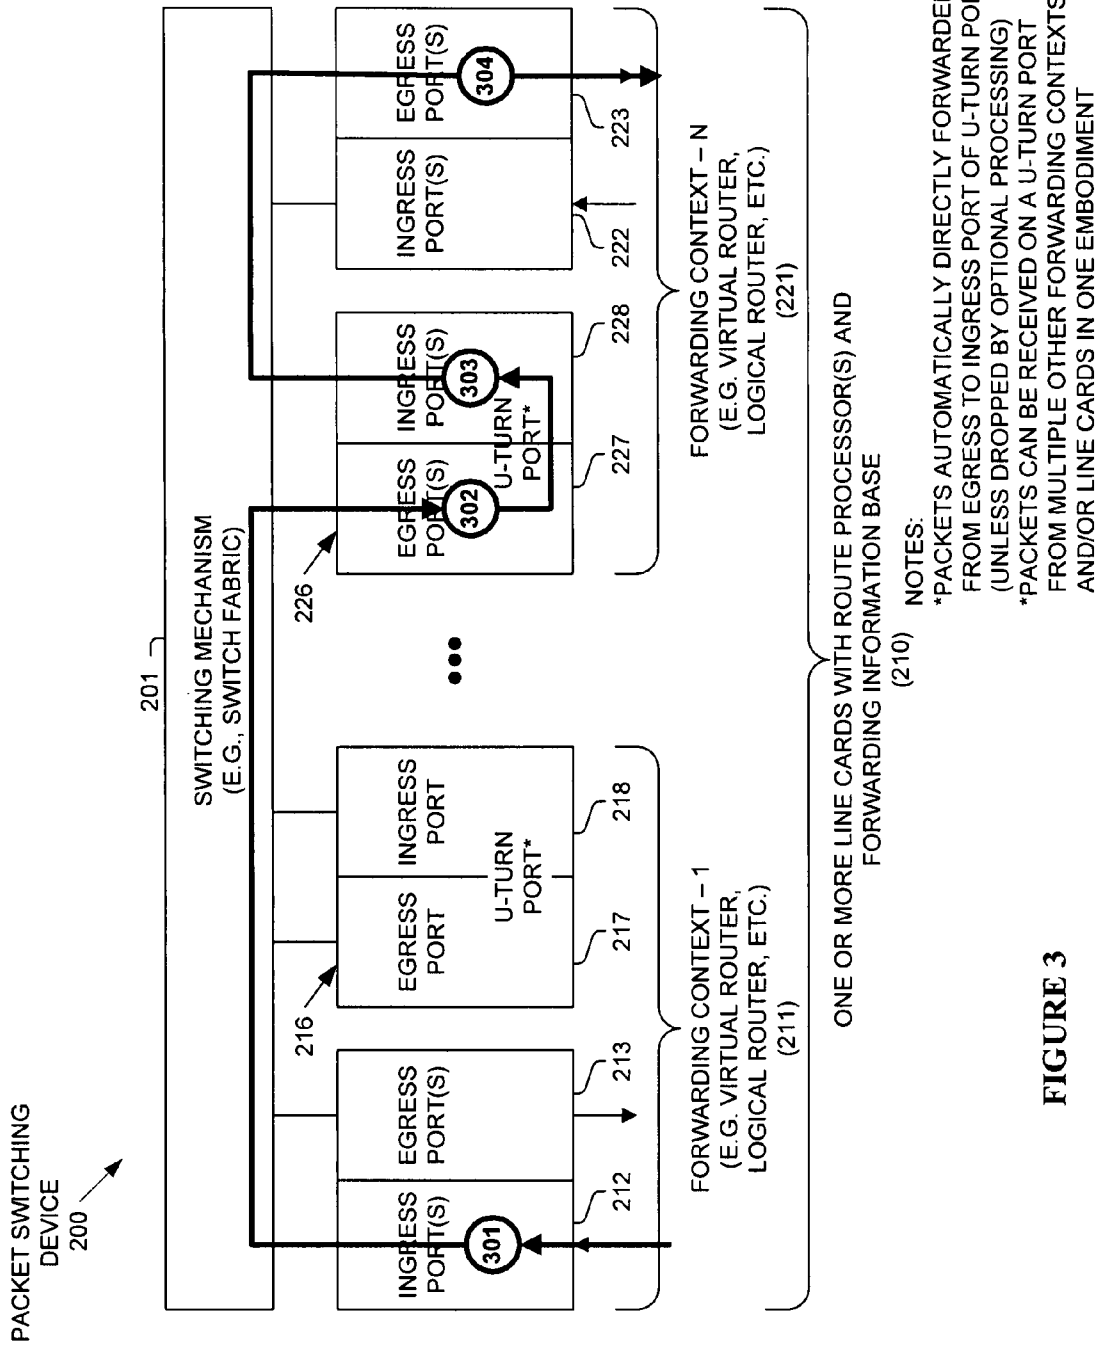 PACKET SWITCHING
DEVICE
200
201
SWITCHING MECHANISM
(E.G., SWITCH FABRIC)
INGRESS
PORT(S)
301
212
EGRESS
PORT(S)
213
216
EGRESS
PORT
217
INGRESS
PORT
218
U-TURN
PORT*
226
EGRESS
PORT(S)
302
227
INGRESS
PORT(S)
303
228
U-TURN
PORT*
INGRESS
PORT(S)
222
EGRESS
PORT(S)
304
223
FORWARDING CONTEXT – 1
(E.G. VIRTUAL ROUTER,
LOGICAL ROUTER, ETC.)
(211)
FORWARDING CONTEXT – N
(E.G. VIRTUAL ROUTER,
LOGICAL ROUTER, ETC.)
(221)
ONE OR MORE LINE CARDS WITH ROUTE PROCESSOR(S) AND
FORWARDING INFORMATION BASE
(210)
NOTES:
*PACKETS AUTOMATICALLY DIRECTLY
FROM EGRESS TO INGRESS PORT OF U-TURN
(UNLESS DROPPED BY OPTIONAL PROCESSING)
*PACKETS CAN BE RECEIVED ON A U-TURN PORT
FROM MULTIPLE OTHER FORWARDING CONTEXTS
AND/OR LINE CARDS IN ONE EMBODIMENT
FIGURE 3